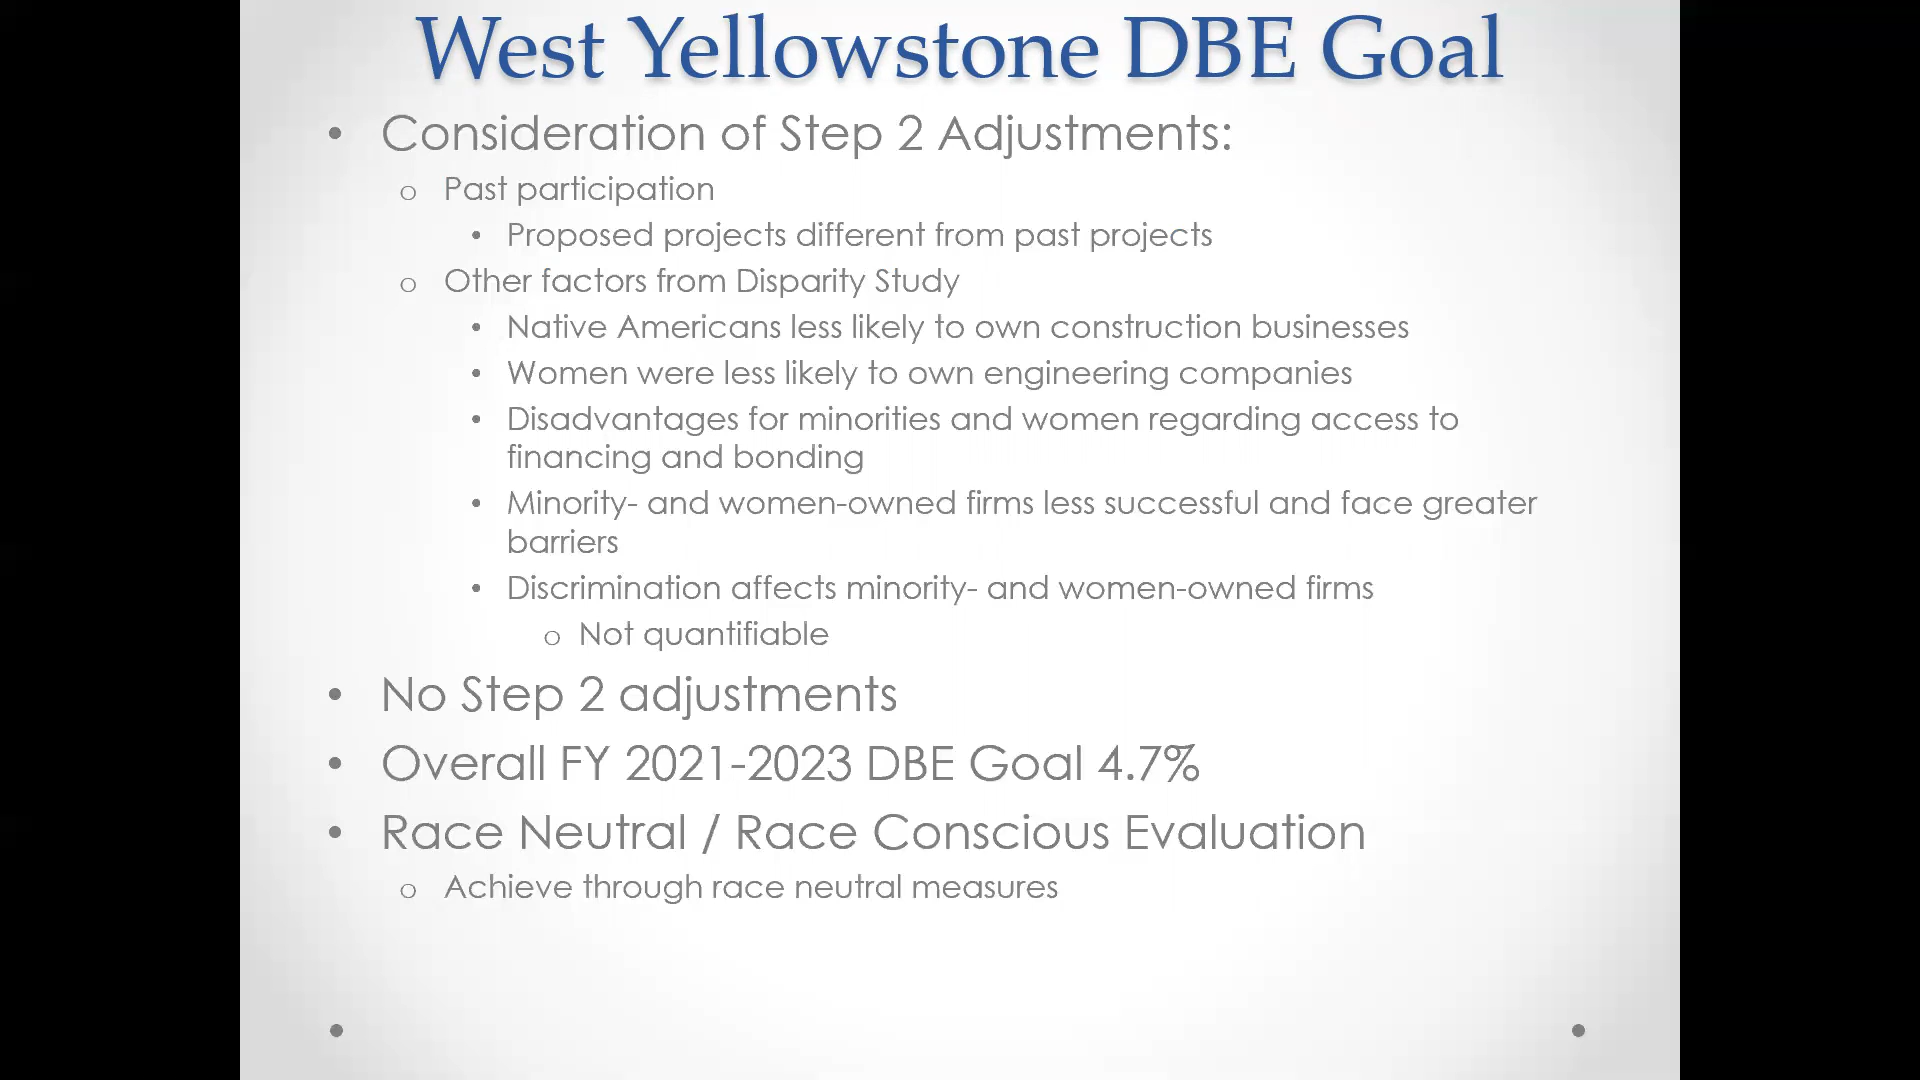 West Yellowstone DBE Goal
• Consideration of Step 2 Adjustments:
o Past participation
• Proposed projects different from past projects
o Other factors from Disparity Study
• Native Americans less likely to own construction businesses
• Women were less likely to own engineering companies
• Disadvantages for minorities and women regarding access to
financing and bonding
• Minority- and women-owned firms less successful and face greater
barriers
• Discrimination affects minority- and women-owned firms
o Not quantifiable
• No Step 2 adjustments
• Overall FY 2021-2023 DBE Goal 4.7%
• Race Neutral / Race Conscious Evaluation
o Achieve through race neutral measures